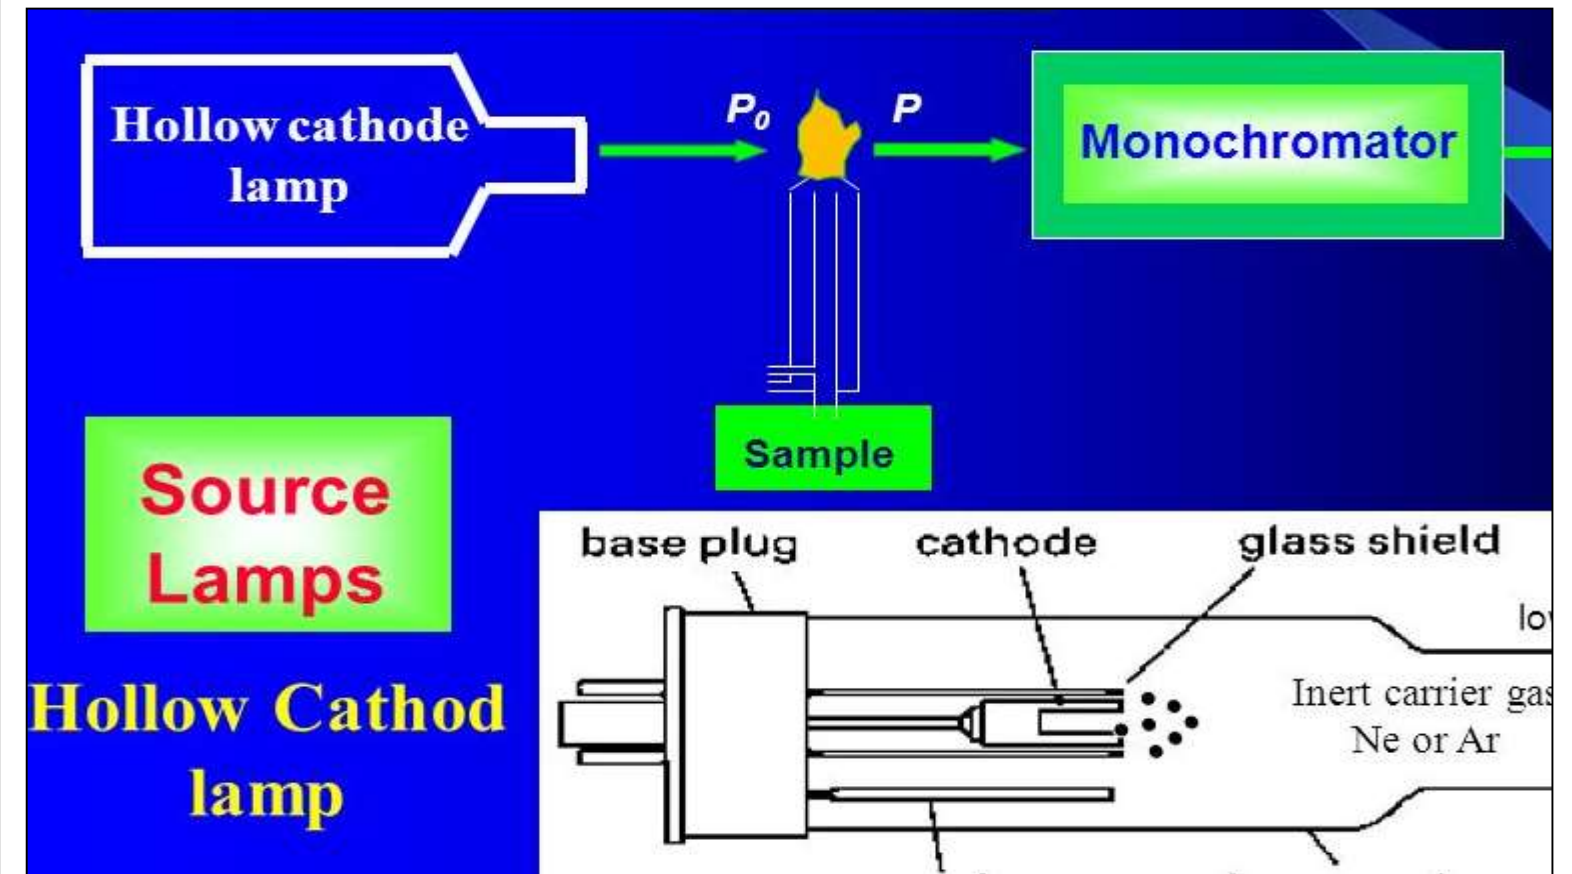 Hollow cathode
lamp
P₀
P
Monochromator
Sample
Source
Lamps
Hollow Cathod
lamp
base plug
cathode
glass shield
Inert carrier gas
Ne or Ar